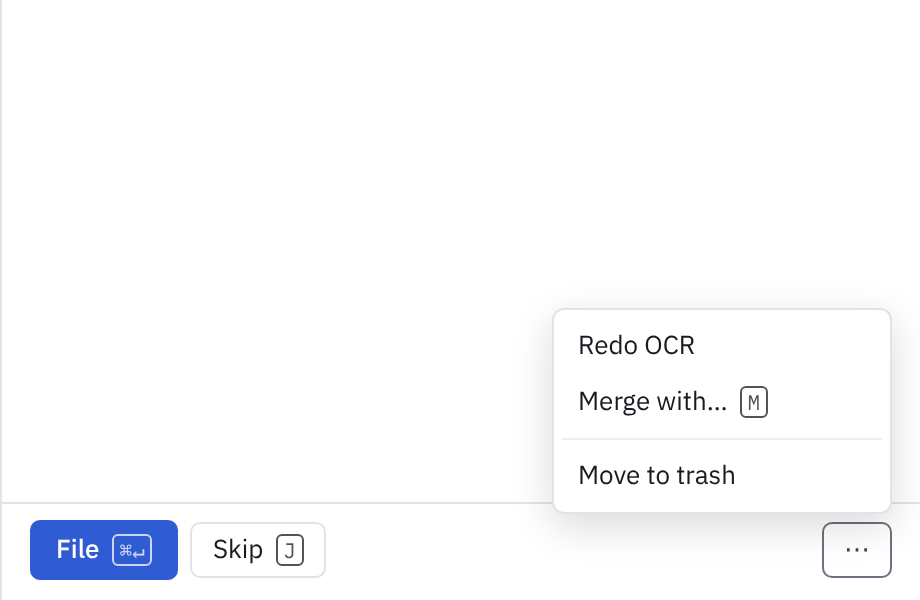 Redo OCR
Merge with... M
Move to trash
File ⌘↵ Skip J ...